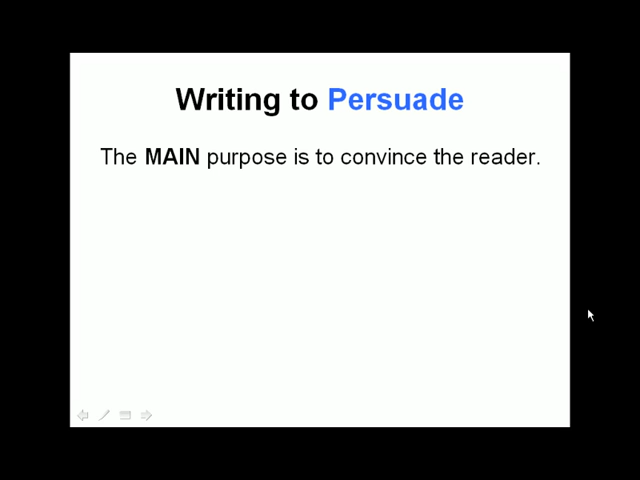 Writing to Persuade
The MAIN purpose is to convince the reader.